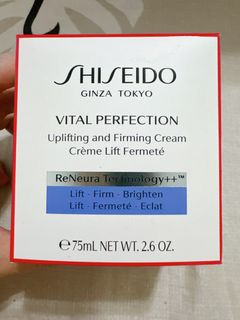 SHISEIDO
GINZA TOKYO
VITAL PERFECTION
Uplifting and Firming Cream
Crème Lift Fermeté
ReNeura Technology++™
Lift - Firm - Brighten
Lift - Fermeté - Eclat
℮ 75mL NET WT. 2.6 OZ.